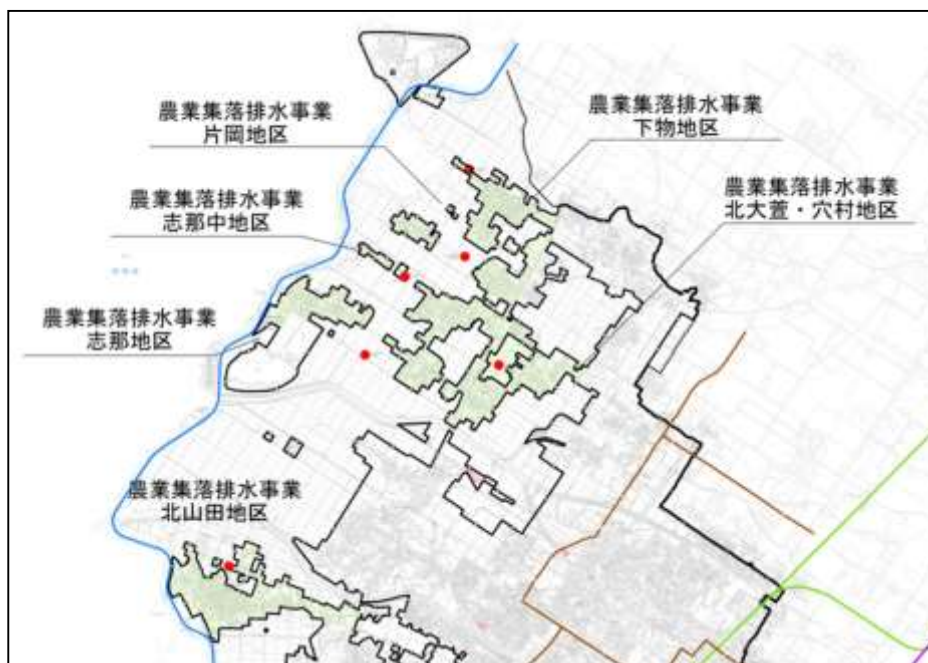 農業集落排水事業
片岡地区
農業集落排水事業
下物地区
農業集落排水事業
志那中地区
農業集落排水事業
北大萱・穴村地区
農業集落排水事業
志那地区
農業集落排水事業
北山田地区